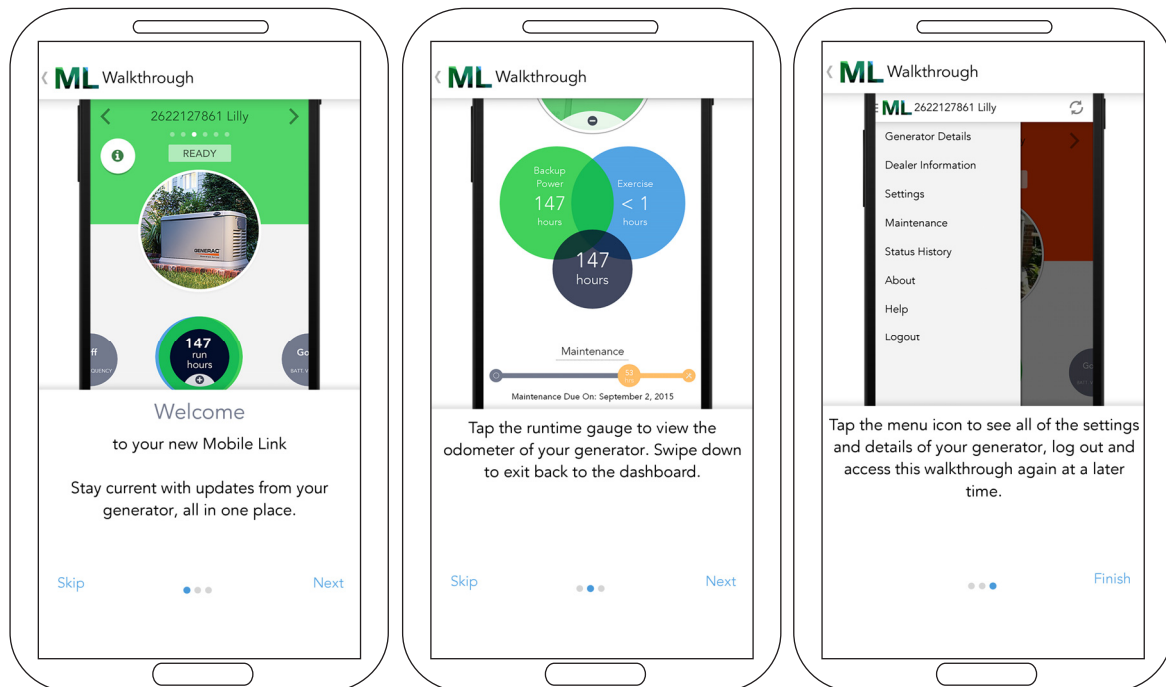 ML Walkthrough
2622127861 Lilly
READY
GENERAC
147
run
hours
Go
Welcome
to your new Mobile Link
Stay current with updates from your
generator, all in one place.
Skip
Next
ML Walkthrough
Backup
Power
147
hours
Exercise
< 1
hours
147
hours
Maintenance
53
Maintenance Due On: September 2, 2015
Tap the runtime gauge to view the
odometer of your generator. Swipe down
to exit back to the dashboard.
Skip
Next
ML Walkthrough
ML 2622127861 Lilly
Generator Details
Dealer Information
Settings
Maintenance
Status History
About
Help
Logout
Tap the menu icon to see all of the settings
and details of your generator, log out and
access this walkthrough again at a later
time.
Finish